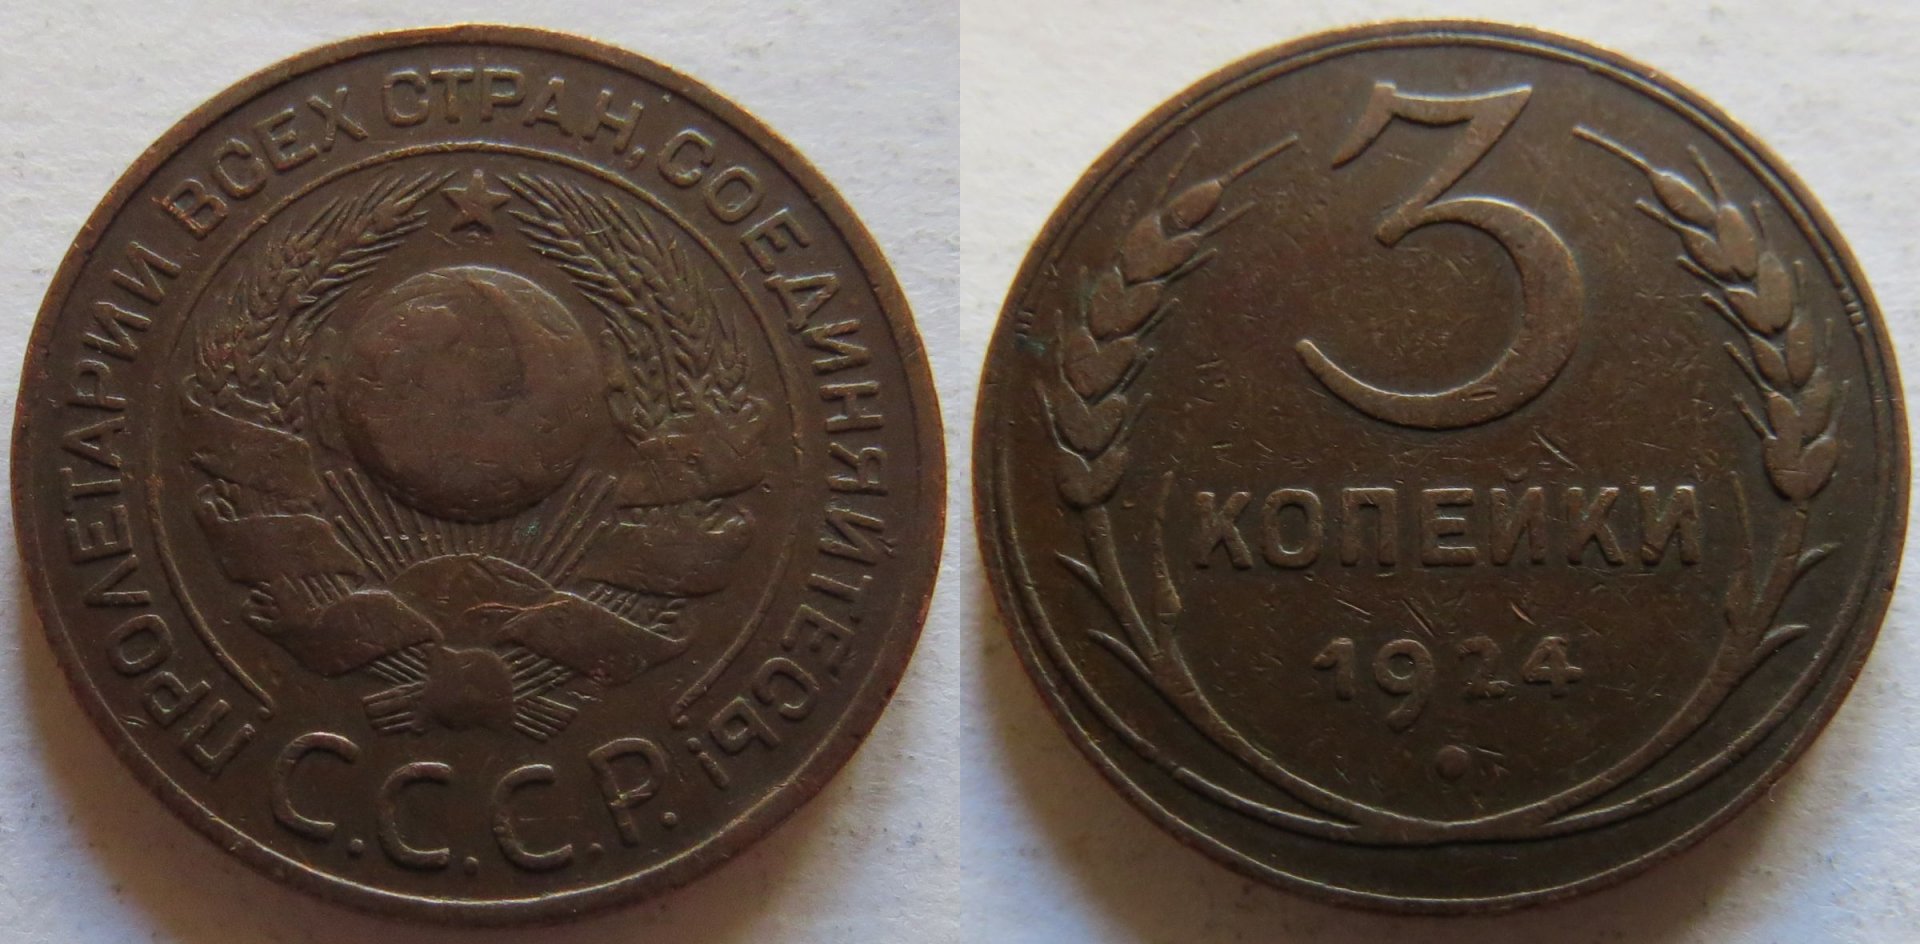 ПРОЛЕТАРИИ ВСЕХ СТРАН, СОЕДИНЯЙТЕСЬ!
С.С.С.Р.
3
КОПЕЙКИ
1924